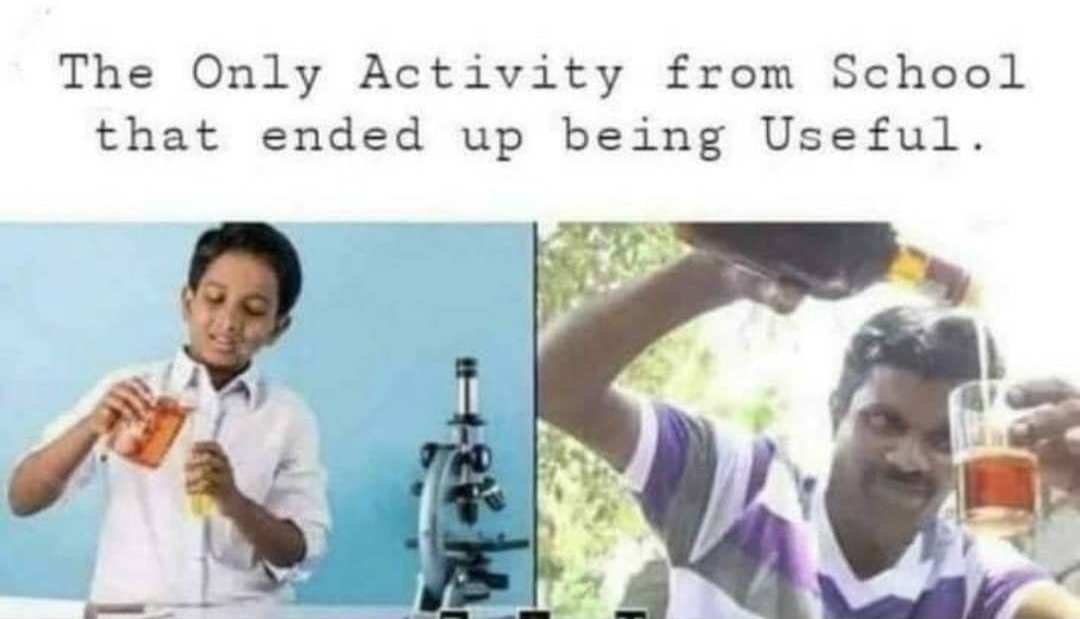 The Only Activity from School
that ended up being Useful.